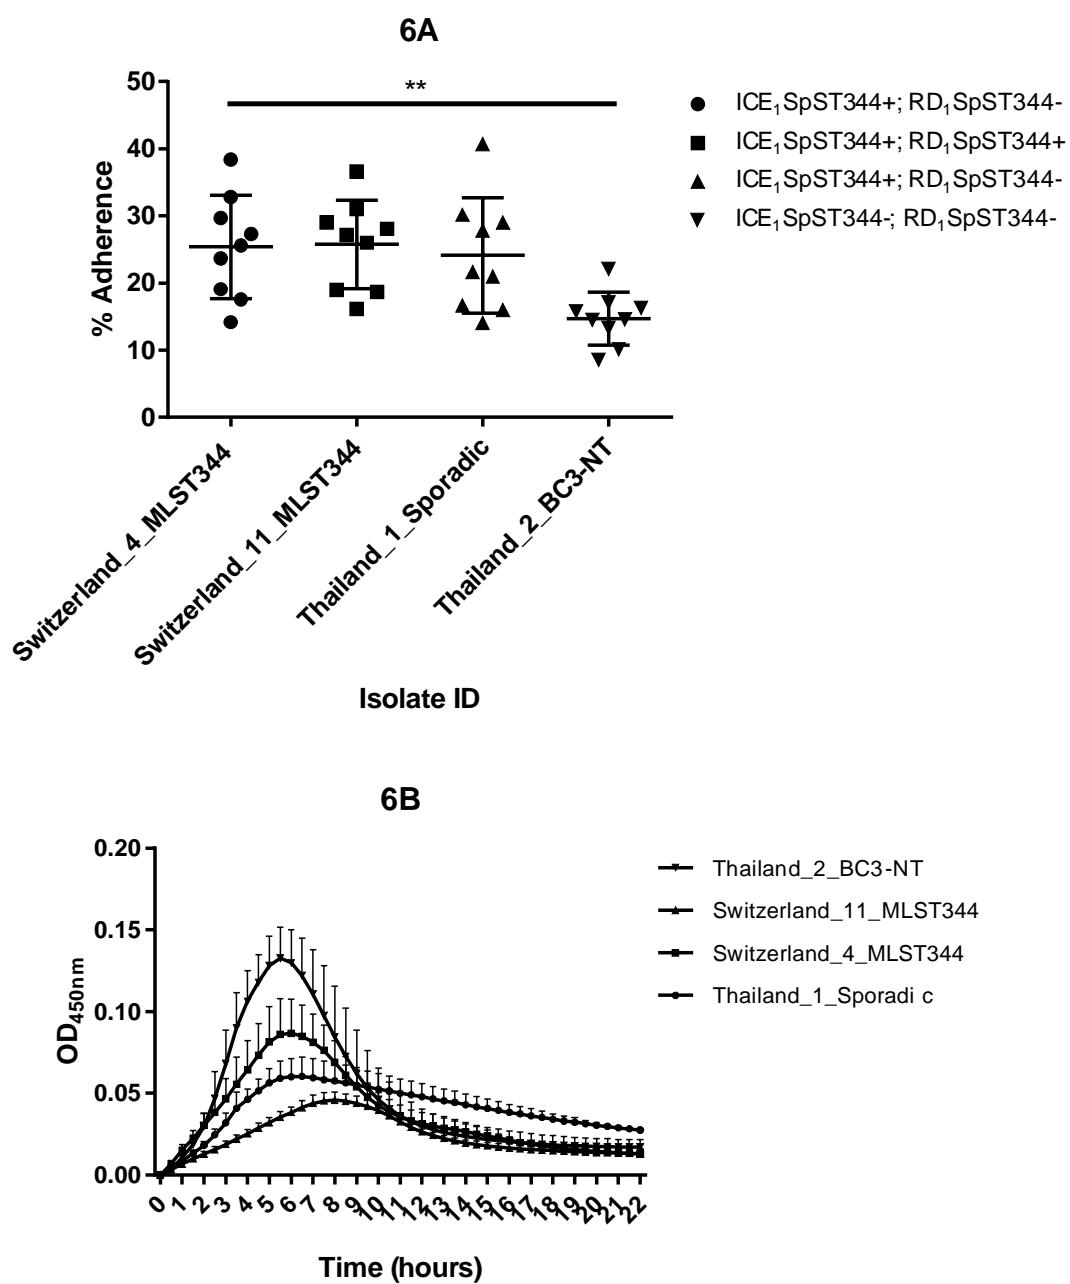 6A
**
50
40
30
20
10
0
% Adherence
ICE₁SpST344+; RD₁SpST344-
ICE₁SpST344+; RD₁SpST344+
ICE₁SpST344+; RD₁SpST344-
ICE₁SpST344-; RD₁SpST344-
Switzerland_4_MLST344
Switzerland_11_MLST344
Thailand_1_Sporadic
Thailand_2_BC3-NT
Isolate ID
6B
0.20
0.15
0.10
0.05
0.00
OD450nm
Thailand_2_BC3-NT
Switzerland_11_MLST344
Switzerland_4_MLST344
Thailand_1_Sporadi c
0 1 2 3 4 5 6 7 8 9 10 11 12 13 14 15 16 17 18 19 20 21 22
Time (hours)